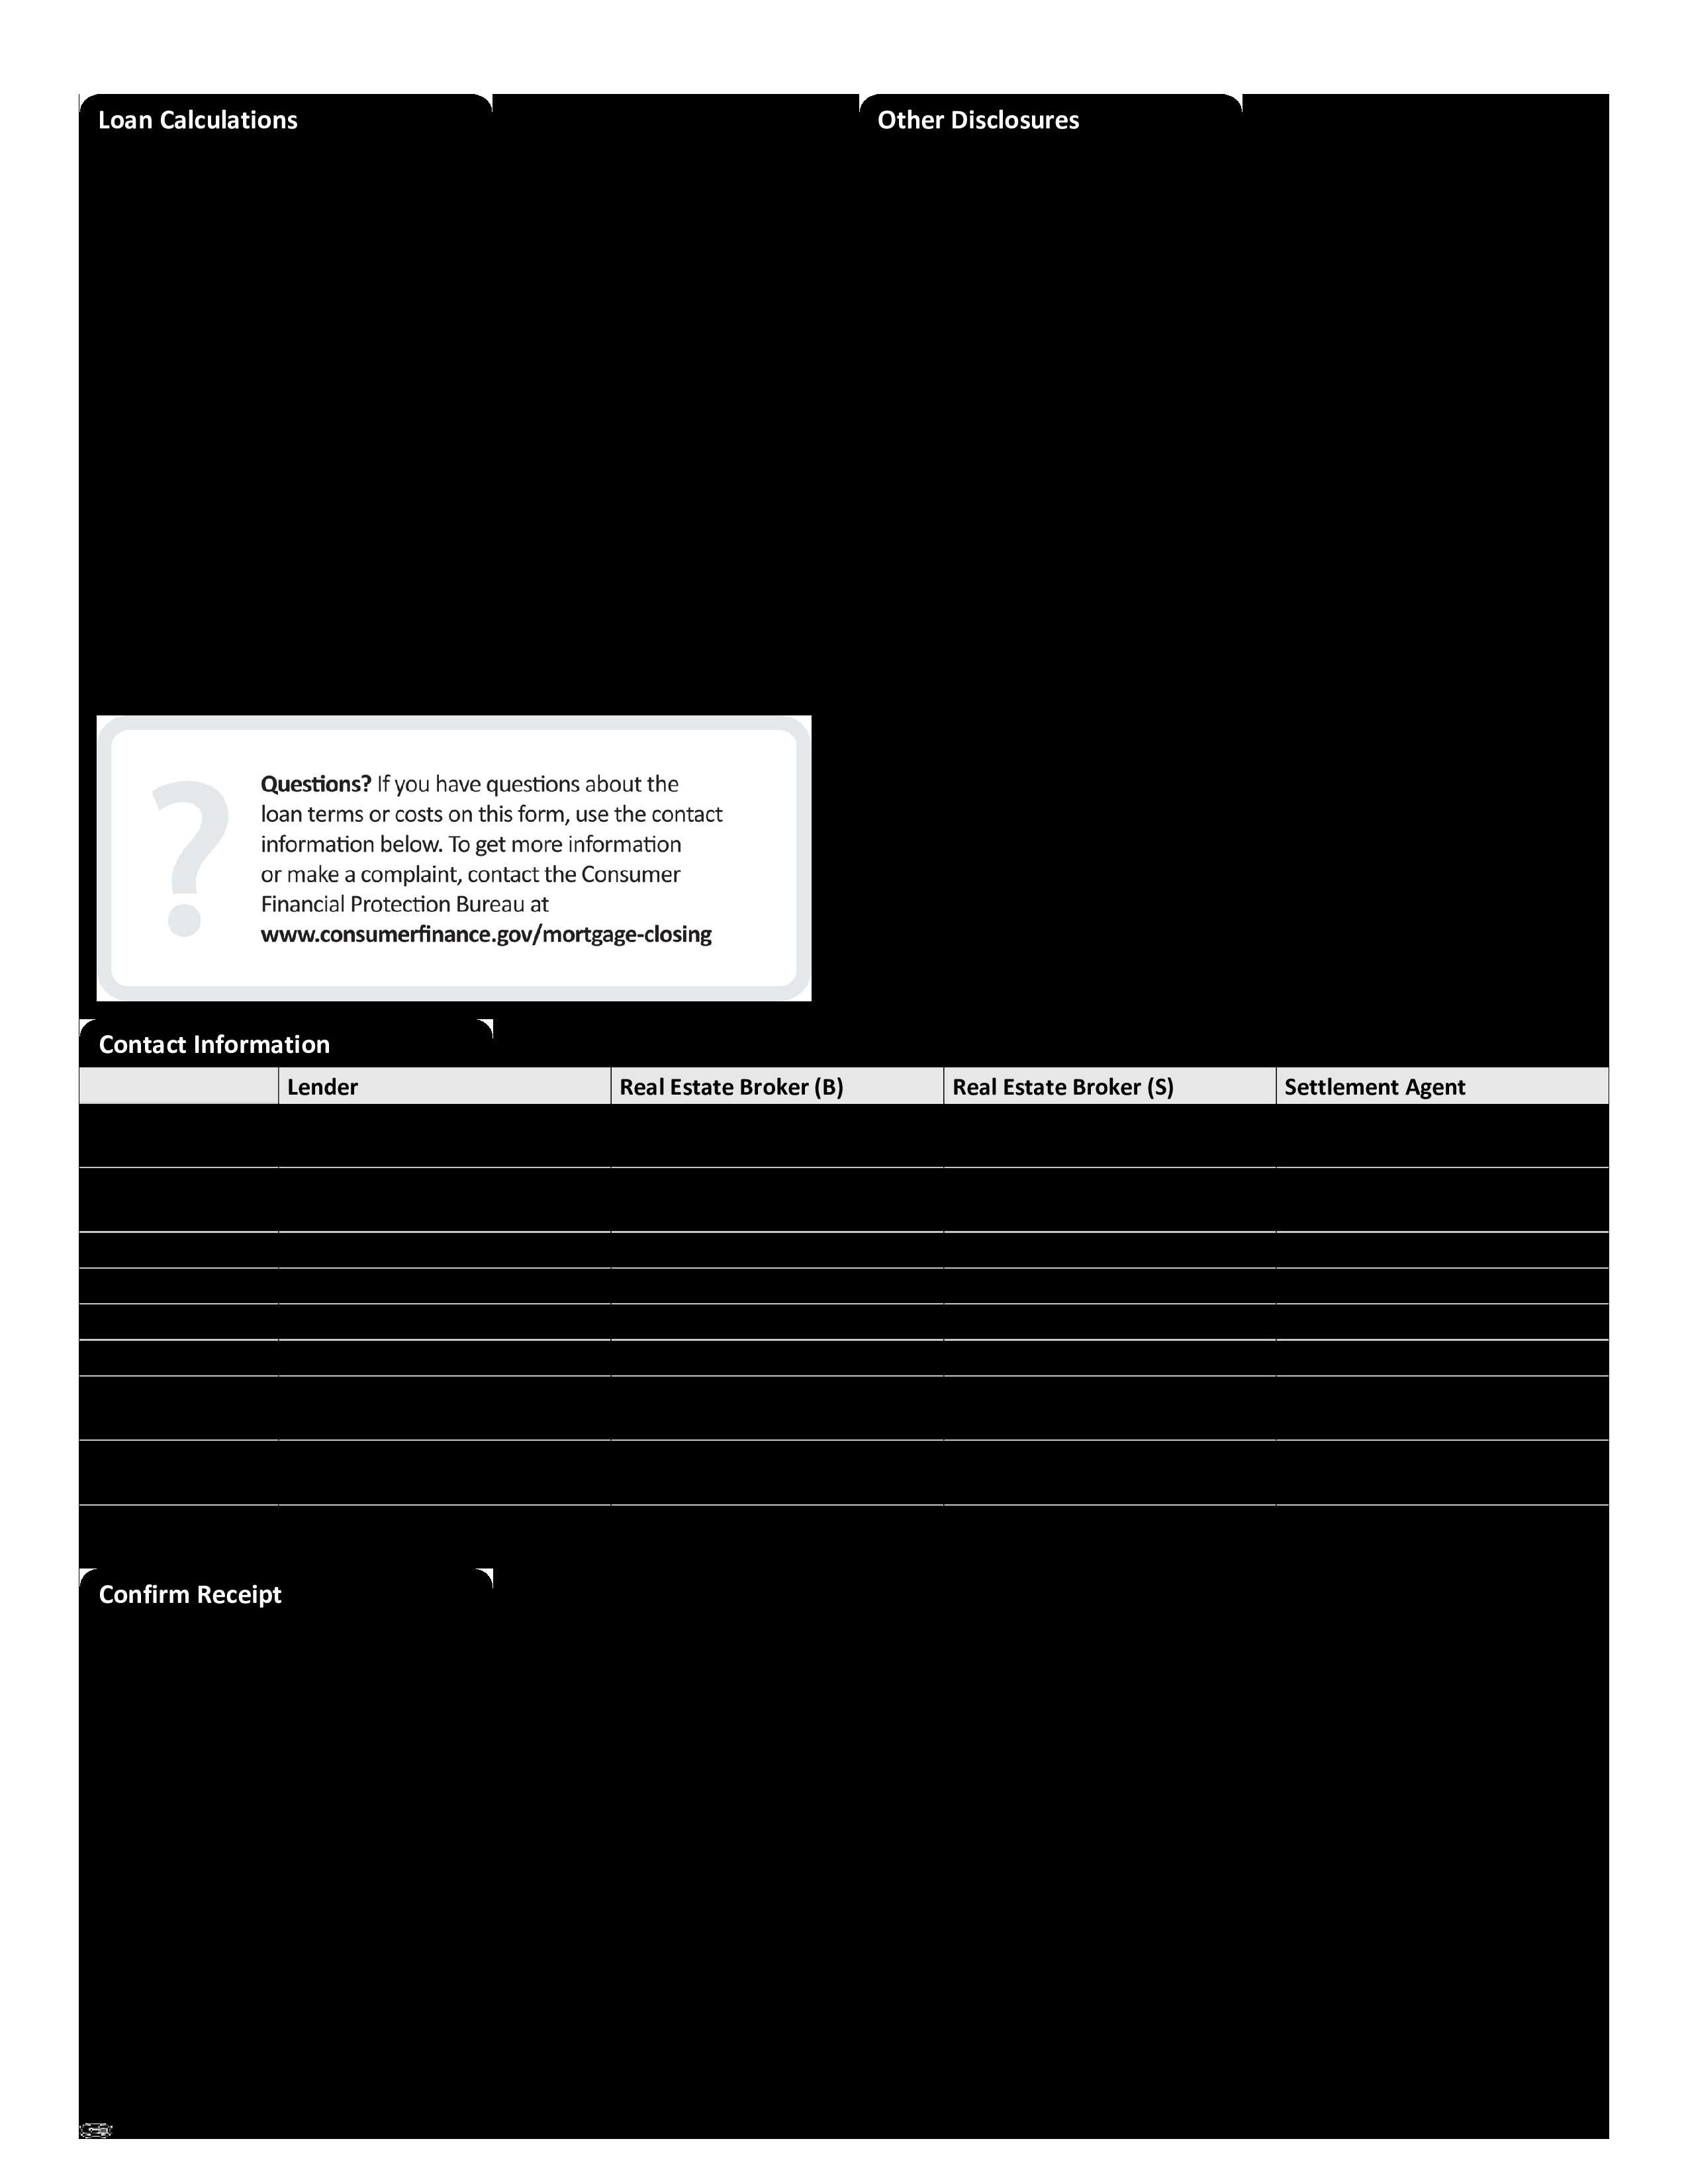 Loan Calculations
Other Disclosures
Questions? If you have questions about the
loan terms or costs on this form, use the contact
information below. To get more information
or make a complaint, contact the Consumer
Financial Protection Bureau at
www.consumerfinance.gov/mortgage-closing
Contact Information
Lender Real Estate Broker (B) Real Estate Broker (S) Settlement Agent
Confirm Receipt